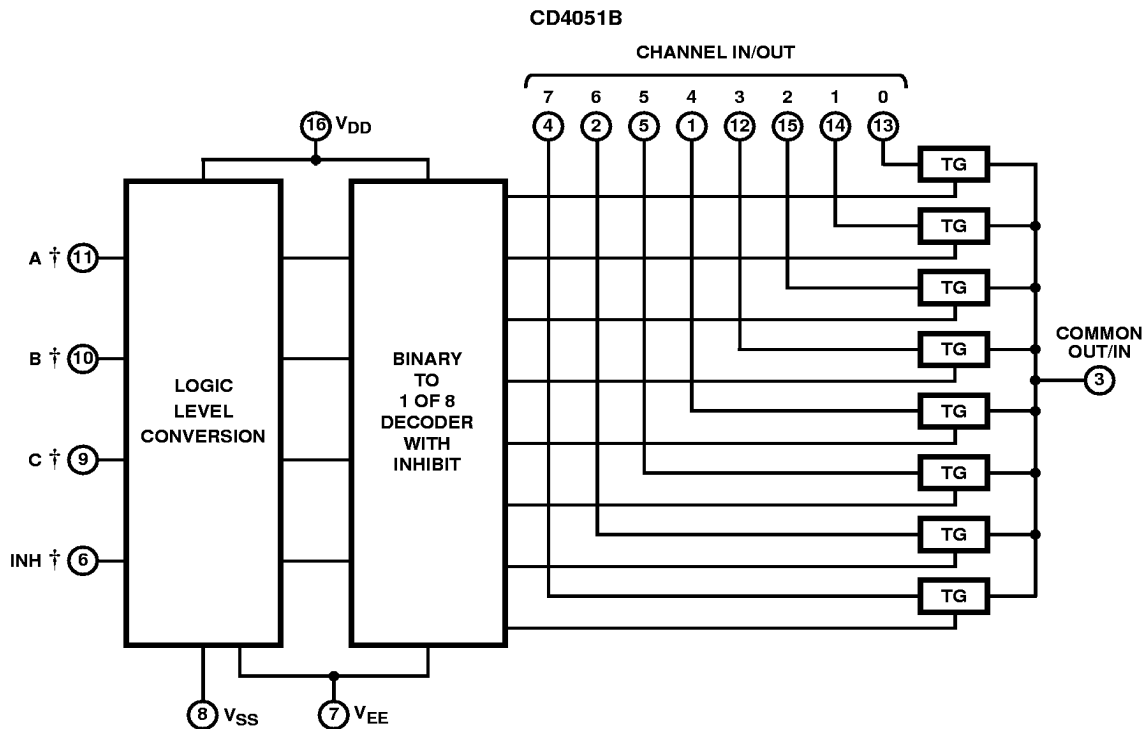 CD4051B
CHANNEL IN/OUT
7 6 5 4 3 2 1 0
4 2 5 1 12 15 14 13
16 VDD
TG
TG
TG
TG
TG
TG
TG
TG
A † 11
B † 10
C † 9
INH † 6
LOGIC
LEVEL
CONVERSION
BINARY
TO
1 OF 8
DECODER
WITH
INHIBIT
COMMON
OUT/IN
3
8 VSS
7 VEE